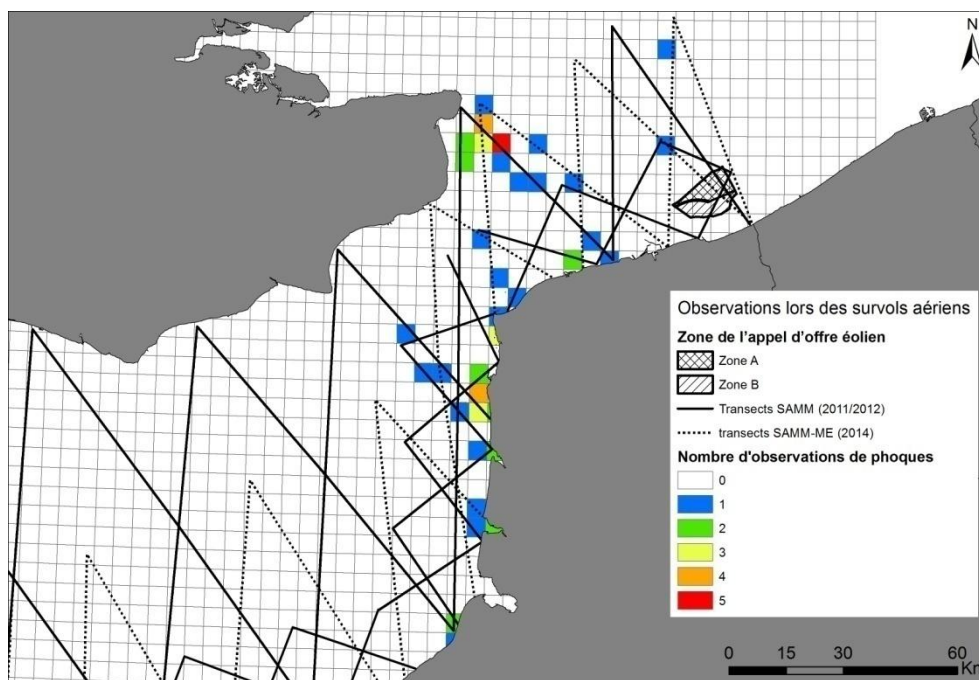 N
Observations lors des survols aériens
Zone de l'appel d'offre éolien
Zone A
Zone B
Transects SAMM (2011/2012)
transects SAMM-ME (2014)
Nombre d'observations de phoques
0
1
2
3
4
5
0 15 30 60
Km